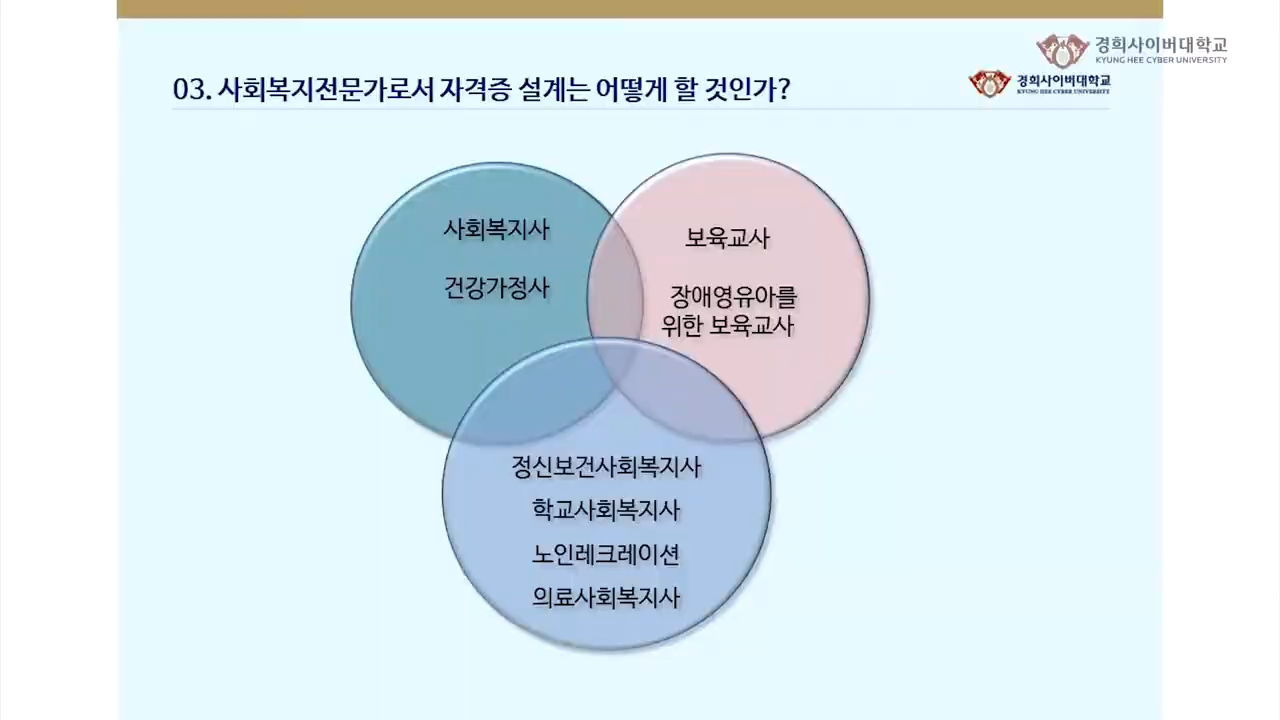 경희사이버대학교
KYUNG HEE CYBER UNIVERSITY
03. 사회복지전문가로서 자격증 설계는 어떻게 할 것인가?
경희사이버대학교
KYUNG HEE CYBER UNIVERSITY
사회복지사
건강가정사
보육교사
장애영유아를
위한 보육교사
정신보건사회복지사
학교사회복지사
노인레크레이션
의료사회복지사